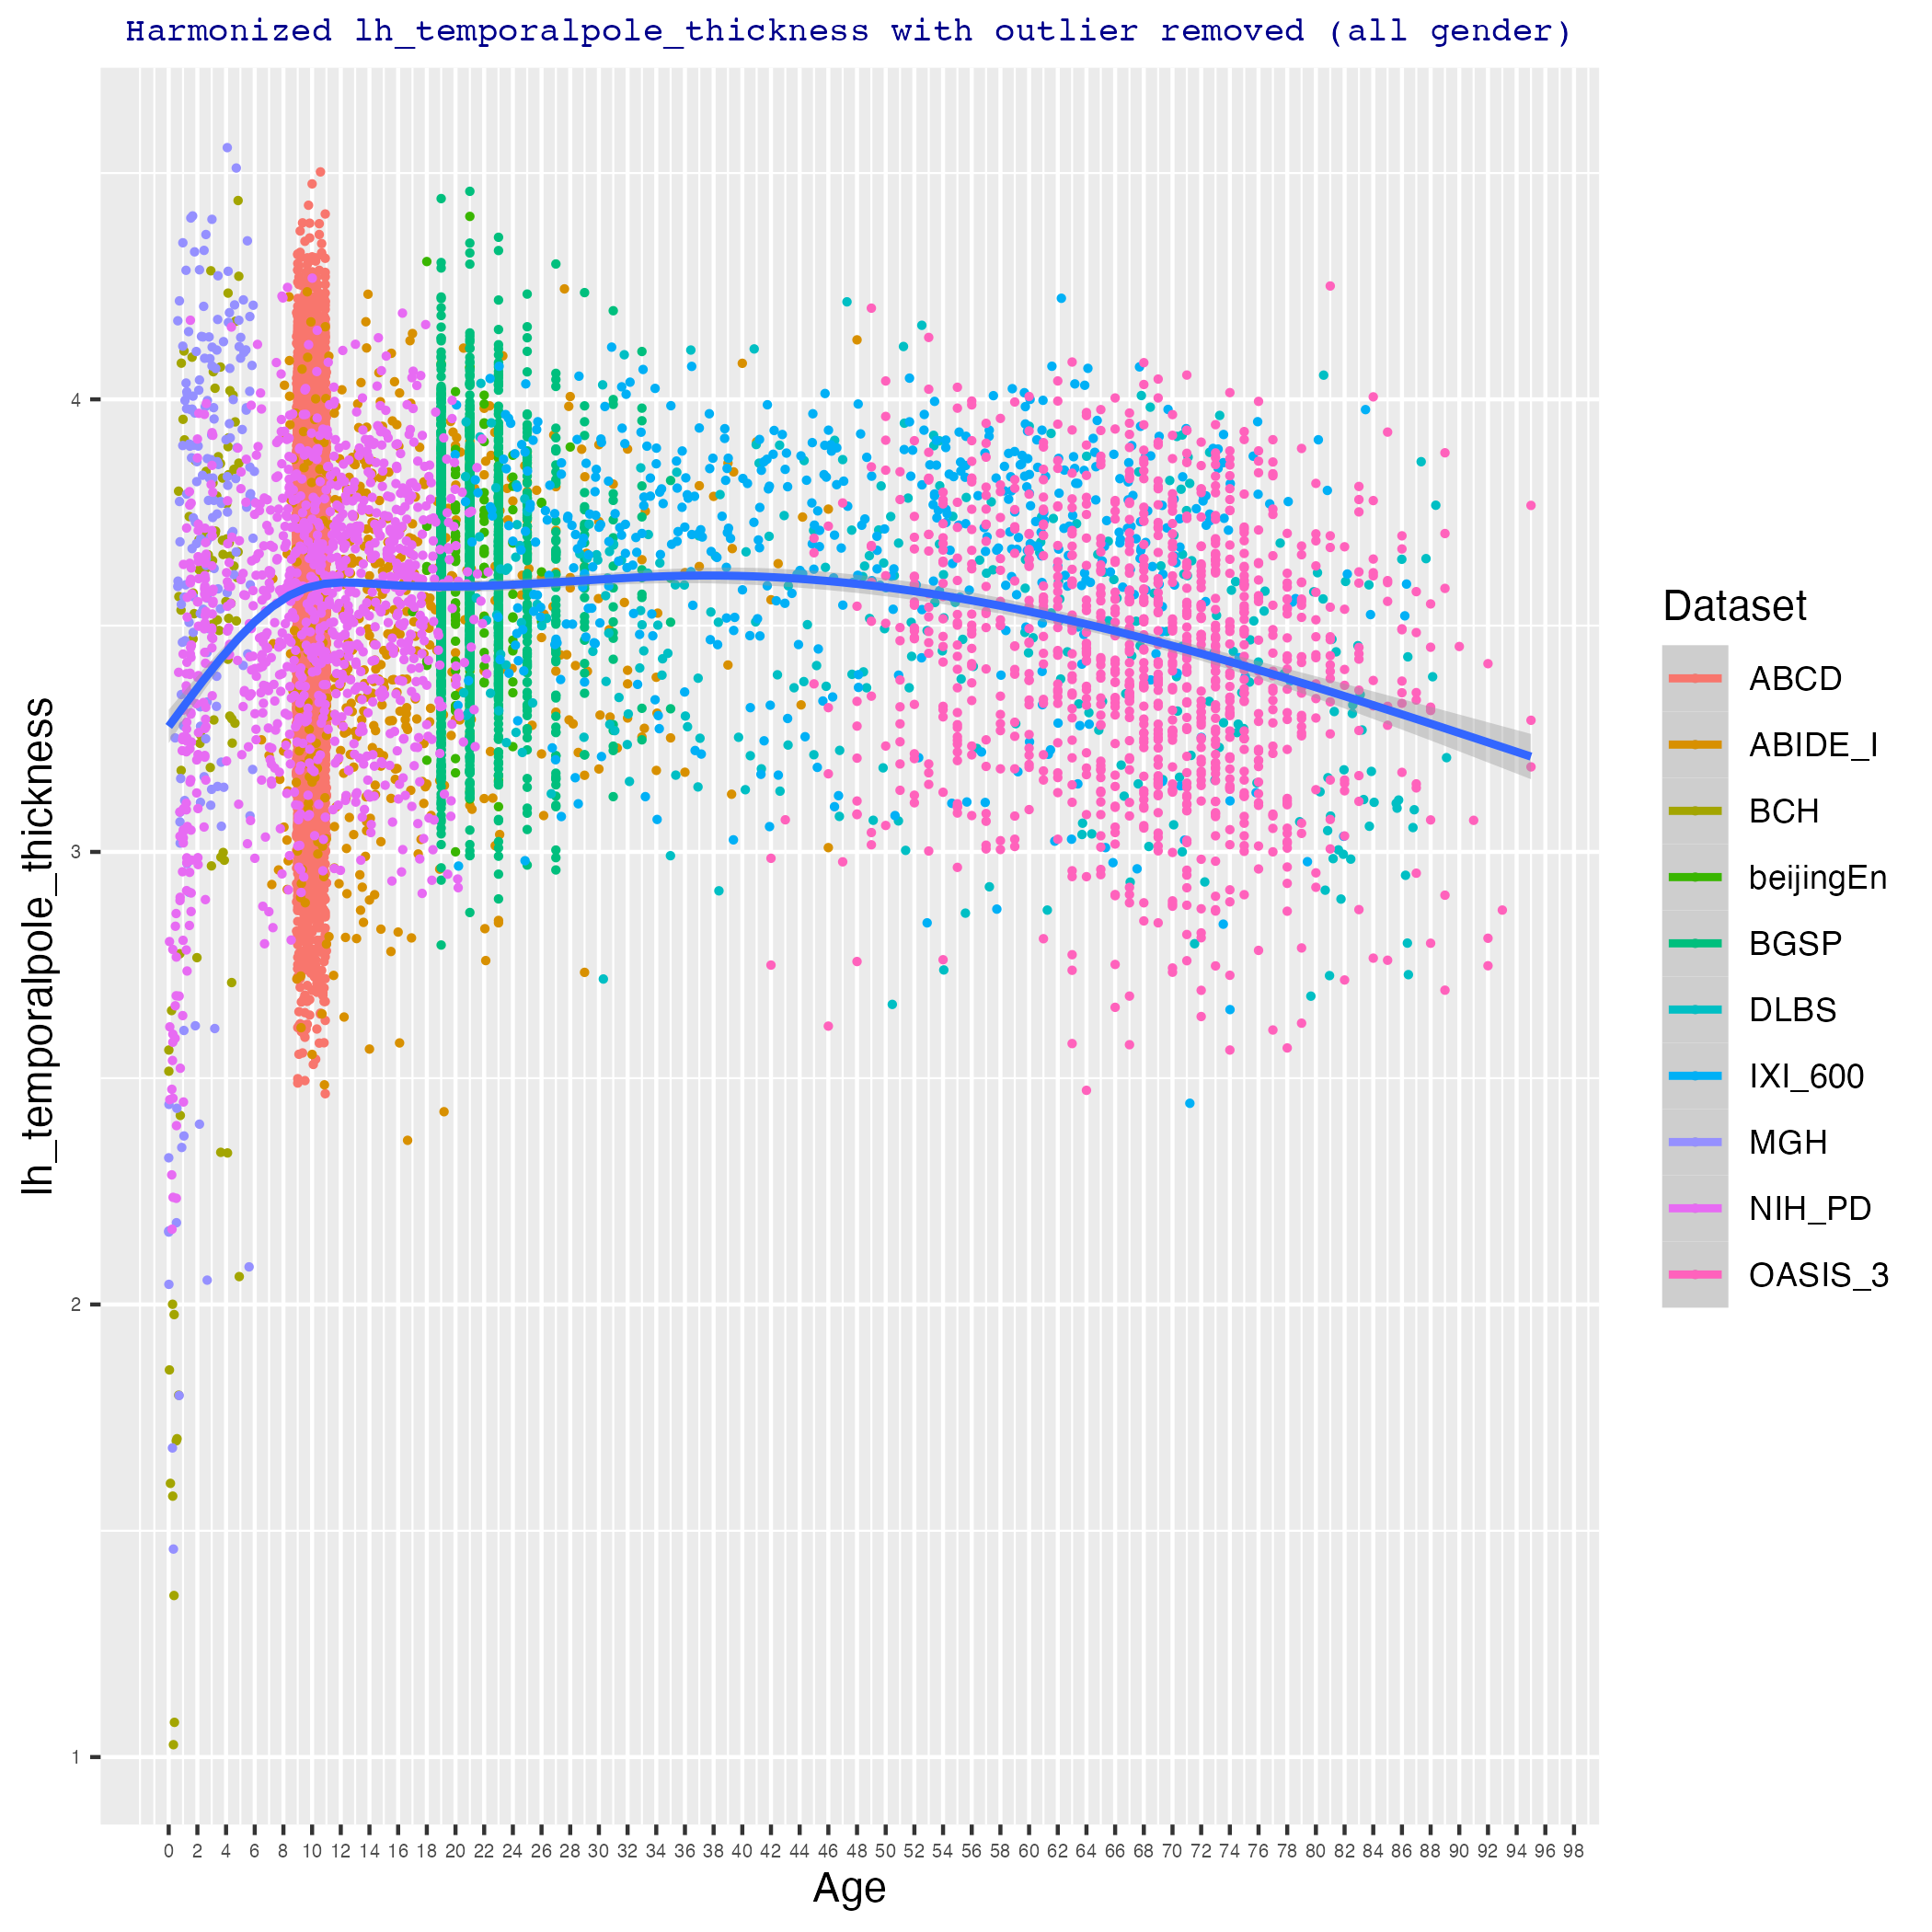 Harmonized lh_temporalpole_thickness with outlier removed (all gender)
lh_temporalpole_thickness
4
3
2
1
0 2 4 6 8 10 12 14 16 18 20 22 24 26 28 30 32 34 36 38 40 42 44 46 48 50 52 54 56 58 60 62 64 66 68 70 72 74 76 78 80 82 84 86 88 90 92 94 96 98
Age
Dataset
ABCD
ABIDE_I
BCH
beijingEn
BGSP
DLBS
IXI_600
MGH
NIH_PD
OASIS_3